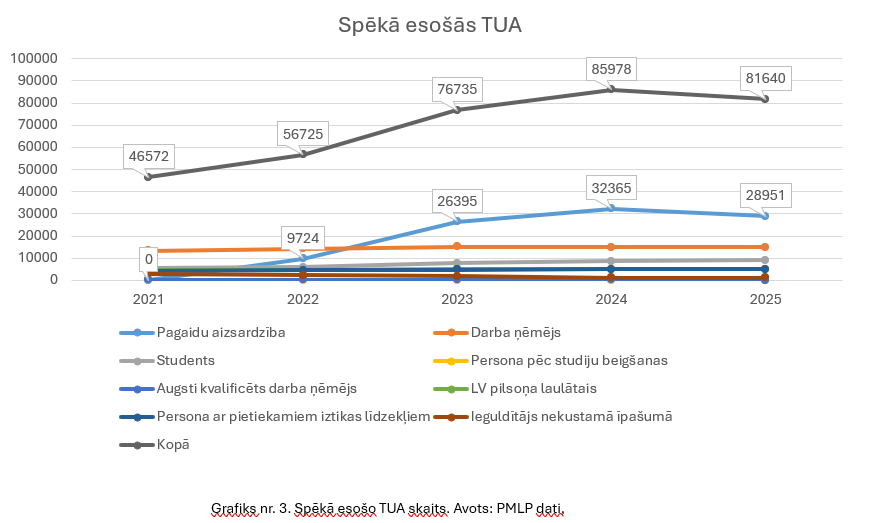 Spēkā esošās TUA
100000
90000
80000
70000
60000
50000
40000
30000
20000
10000
0
46572
56725
76735
85978
81640
0
9724
26395
32365
28951
2021 2022 2023 2024 2025
Pagaidu aizsardzība Darba ņēmējs
Students Persona pēc studiju beigšanas
Augsti kvalificēts darba ņēmējs LV pilsoņa laulātais
Persona ar pietiekamiem iztikas līdzekļiem Ieguldītājs nekustamā īpašumā
Kopā
Grafiks nr. 3. Spēkā esošo TUA skaits. Avots: PMLP dati,